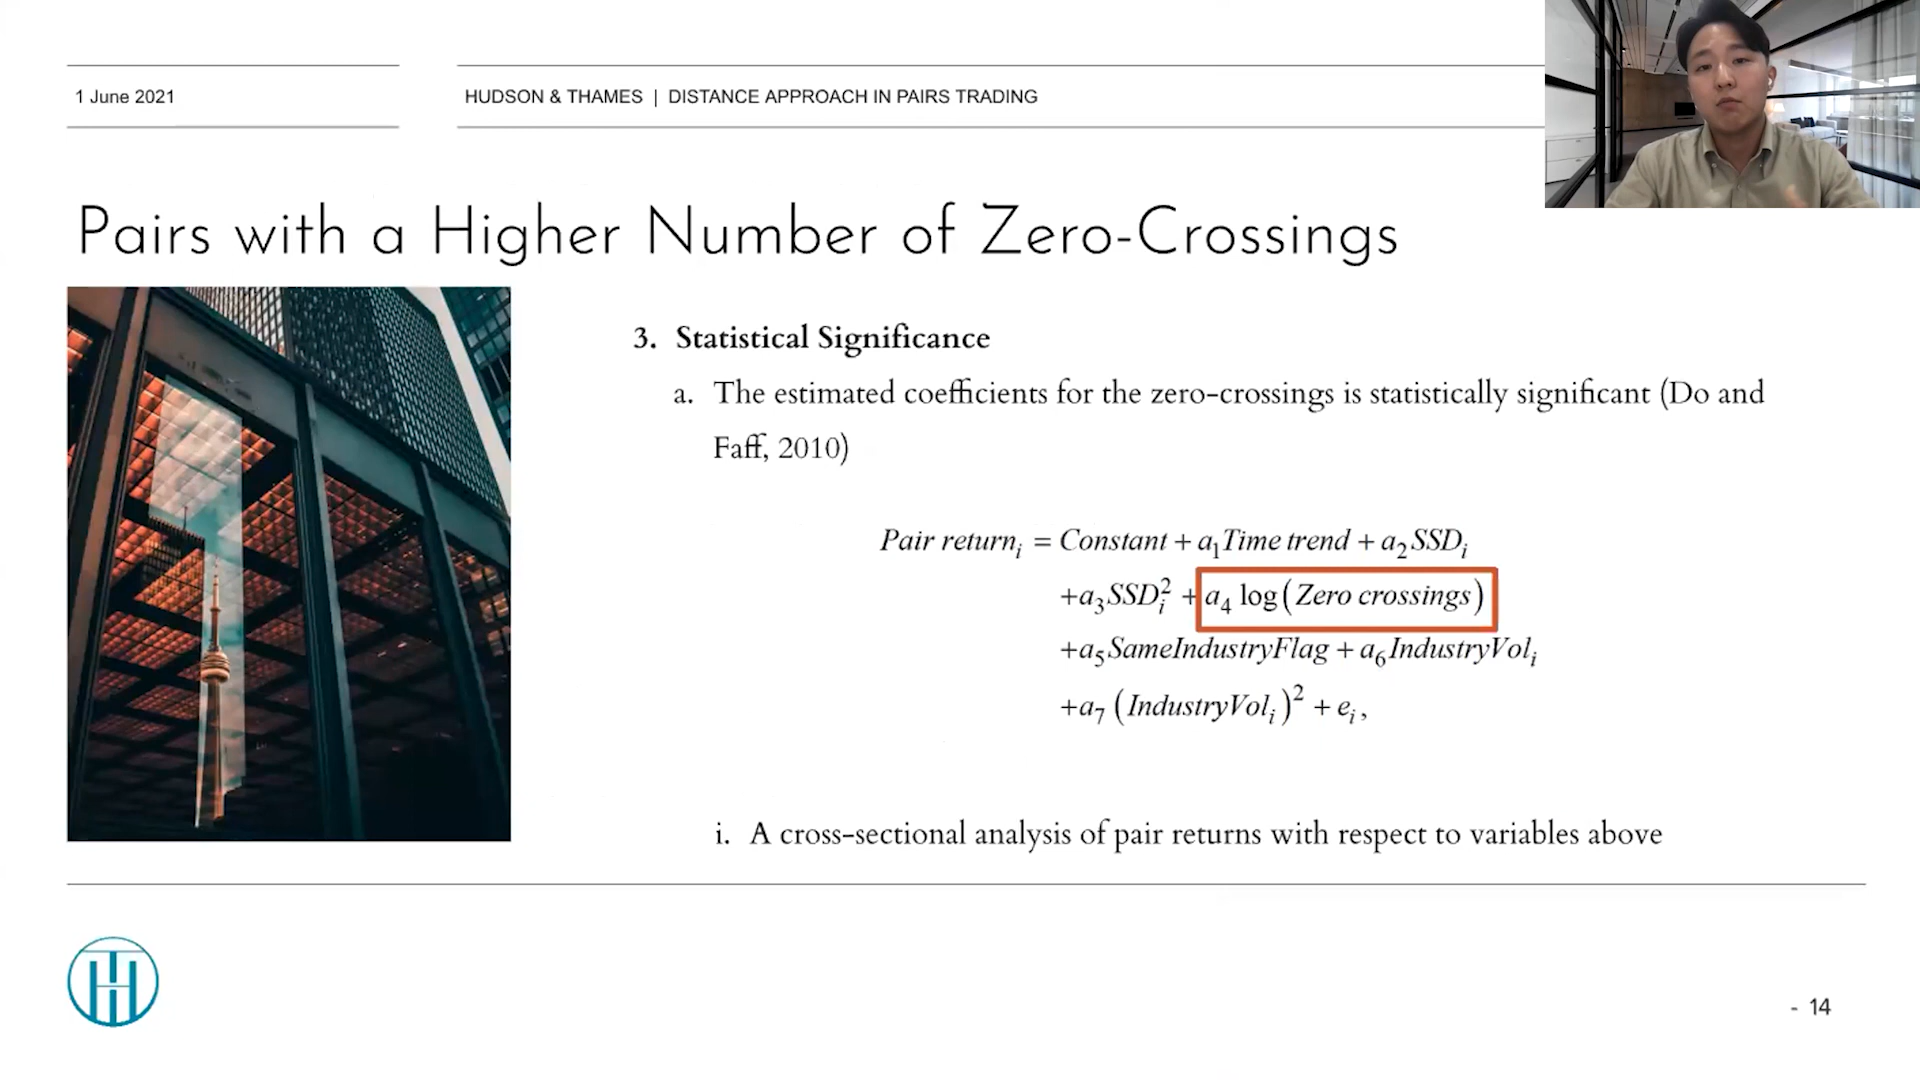 1 June 2021
HUDSON & THAMES | DISTANCE APPROACH IN PAIRS TRADING
Pairs with a Higher Number of Zero-Crossings
3. Statistical Significance
a. The estimated coefficients for the zero-crossings is statistically significant (Do and
Faff, 2010)
Pair returnᵢ = Constant + a₁Time trend + a₂SSDᵢ
+a₃SSDᵢ² + a₄ log(Zero crossings)
+a₅SameIndustryFlag + a₆IndustryVolᵢ
+a₇ (IndustryVolᵢ)² + eᵢ,
i. A cross-sectional analysis of pair returns with respect to variables above
- 14